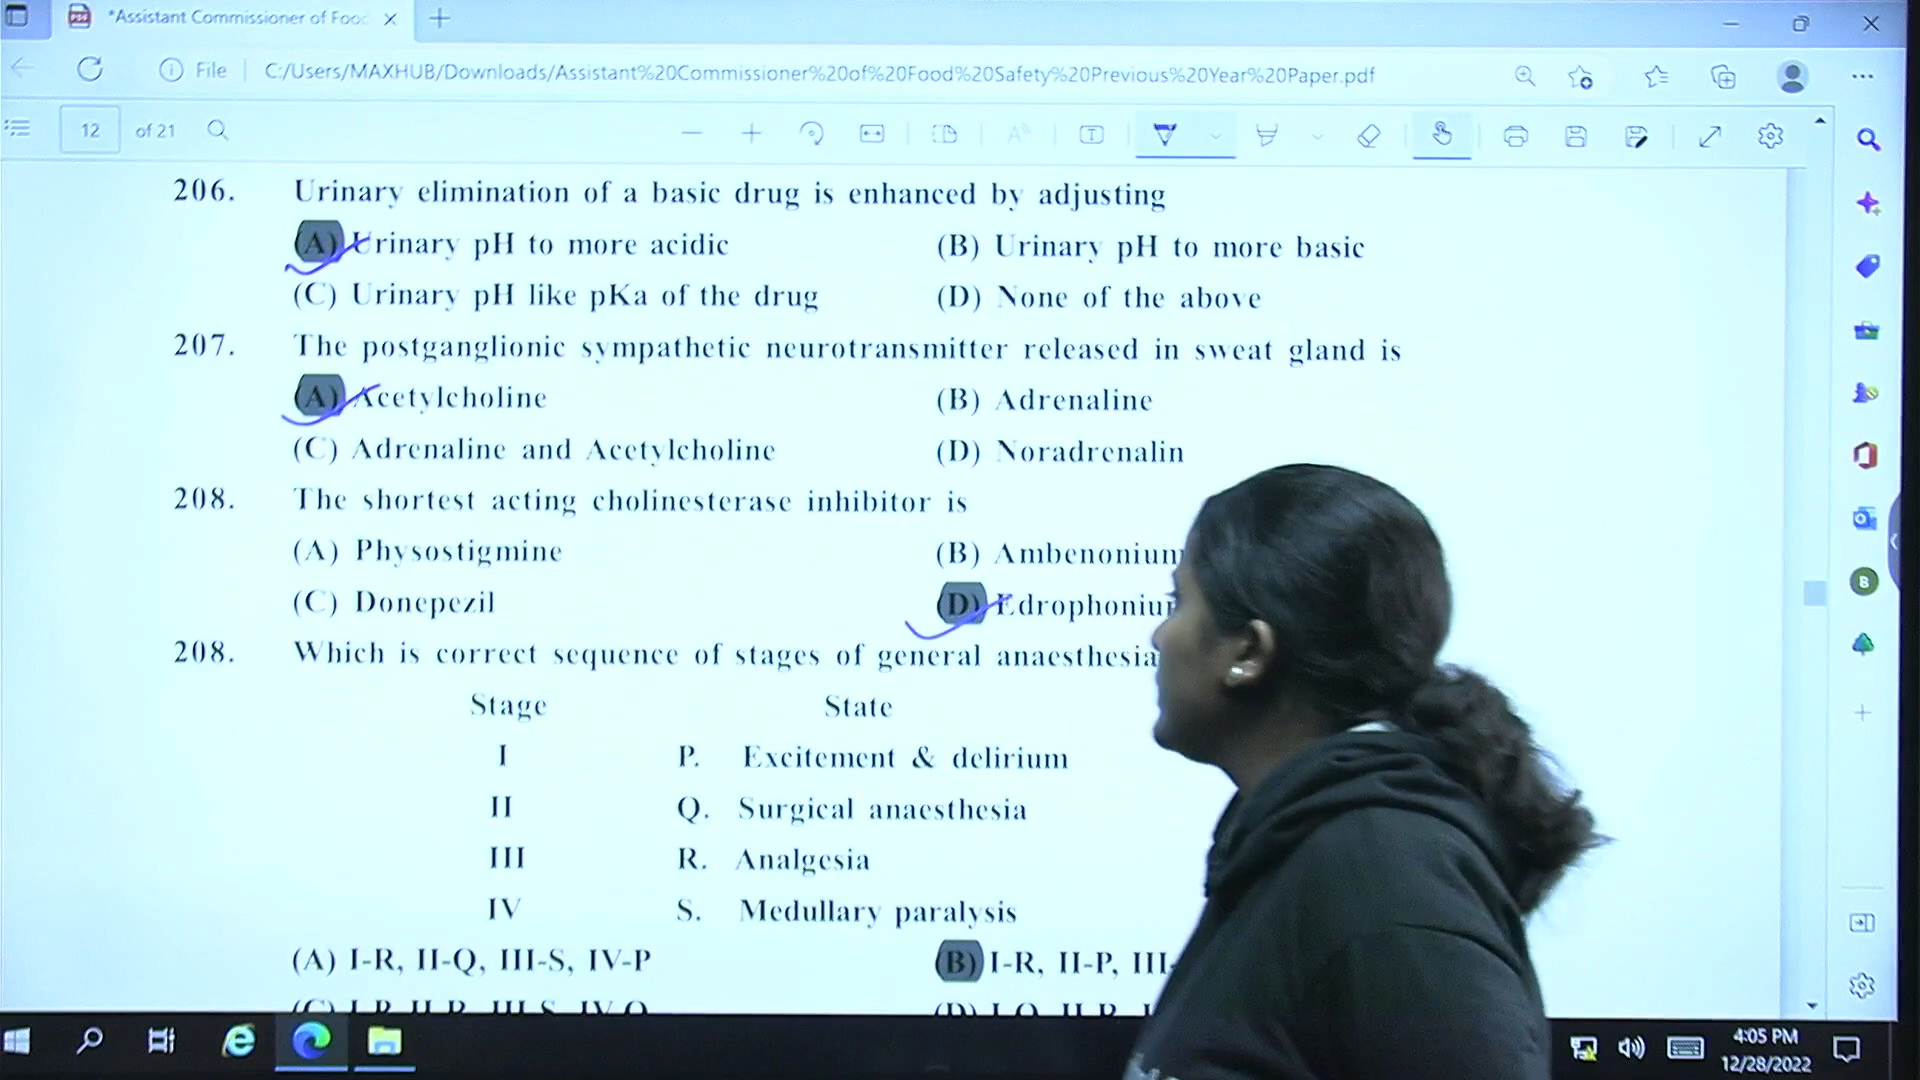 *Assistant Commissioner of Food
File C:/Users/MAXHUB/Downloads/Assistant%20Commissioner%20of%20Food%20Safety%20Previous%20Year%20Paper.pdf
12 of 21
206. Urinary elimination of a basic drug is enhanced by adjusting
(A) Urinary pH to more acidic (B) Urinary pH to more basic
(C) Urinary pH like pKa of the drug (D) None of the above
207. The postganglionic sympathetic neurotransmitter released in sweat gland is
(A) Acetylcholine (B) Adrenaline
(C) Adrenaline and Acetylcholine (D) Noradrenalin
208. The shortest acting cholinesterase inhibitor is
(A) Physostigmine (B) Ambenonium
(C) Donepezil (D) Edrophoniu
208. Which is correct sequence of stages of general anaesthesia
Stage State
I P. Excitement & delirium
II Q. Surgical anaesthesia
III R. Analgesia
IV S. Medullary paralysis
(A) I-R, II-Q, III-S, IV-P (B) I-R, II-P, III-
4:05 PM
12/28/2022